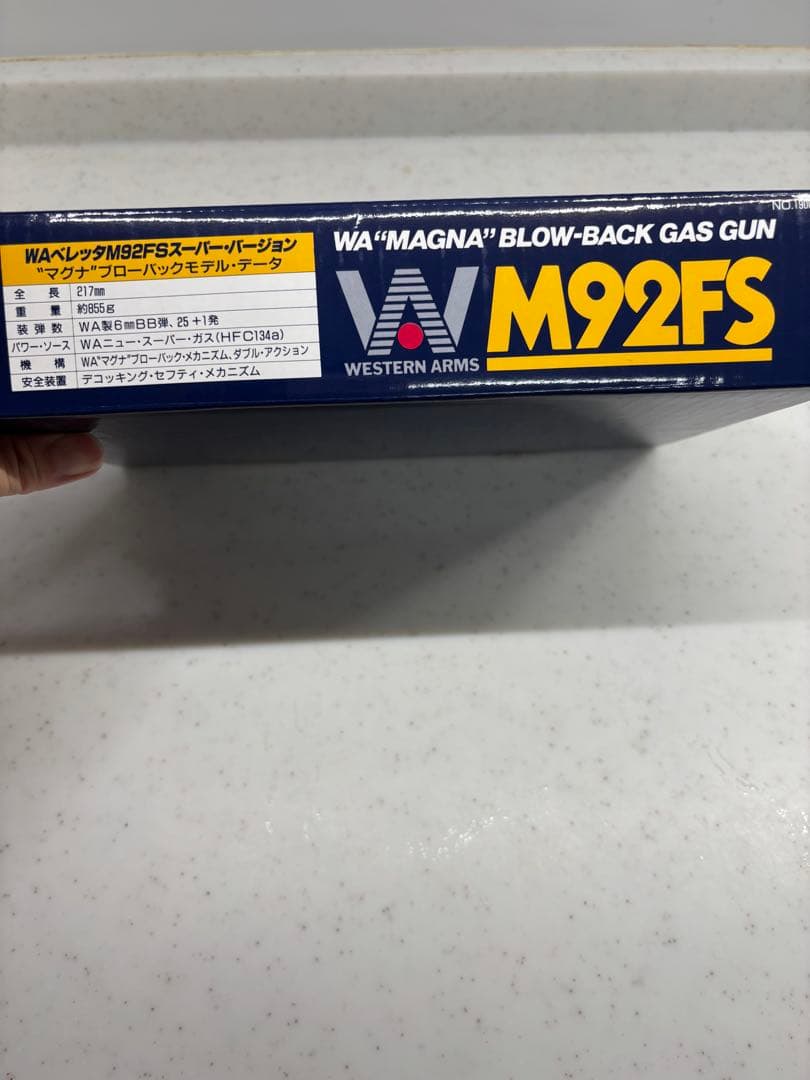 WAベレッタM92FSスーパー・バージョン
"マグナ"ブローバックモデル・データ
全長 217mm
重量 約855g
装弾数 WA製6mmBB弾、25+1発
パワー・ソース WAニュー・スーパー・ガス(HFC134a)
機構 WA"マグナ"ブローバック・メカニズム、ダブル・アクション
安全装置 デコッキング・セフティ・メカニズム
NO.190
WA "MAGNA" BLOW-BACK GAS GUN
WESTERN ARMS
M92FS